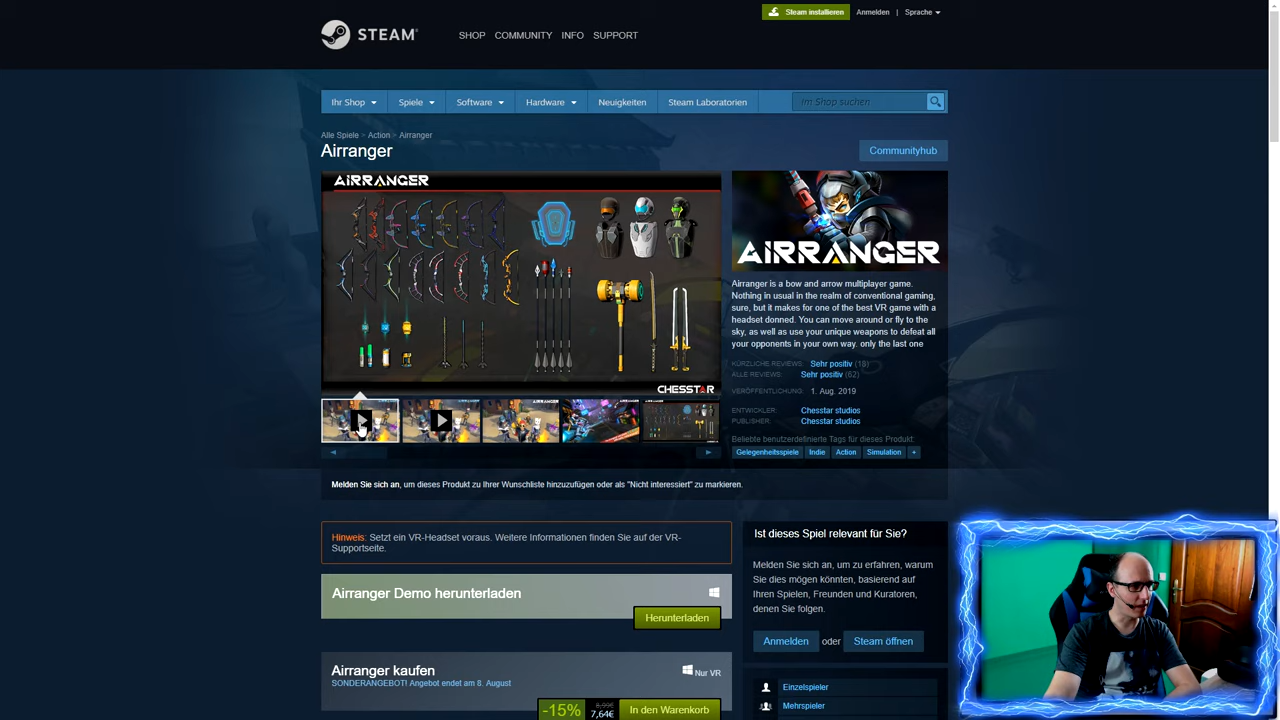 Steam installieren
Anmelden | Sprache
STEAM®
SHOP COMMUNITY INFO SUPPORT
Ihr Shop
Spiele
Software
Hardware
Neuigkeiten
Steam Laboratorien
Im Shop suchen
Alle Spiele > Action > Airranger
Airranger
Communityhub
AIRRANGER
CHESSTAR
AIRRANGER
Airranger is a bow and arrow multiplayer game.
Nothing in usual in the realm of conventional gaming,
sure, but it makes for one of the best VR game with a
headset donned. You can move around or fly to the
sky, as well as use your unique weapons to defeat all
your opponents in your own way. only the last one
KÜRZLICHE REVIEWS: Sehr positiv (18)
ALLE REVIEWS: Sehr positiv (62)
VERÖFFENTLICHUNG: 1. Aug. 2019
ENTWICKLER: Chesstar studios
PUBLISHER: Chesstar studios
Beliebte benutzerdefinierte Tags für dieses Produkt:
Gelegenheitsspiele Indie Action Simulation +
Melden Sie sich an, um dieses Produkt zu Ihrer Wunschliste hinzuzufügen oder als "Nicht interessiert" zu markieren.
Hinweis: Setzt ein VR-Headset voraus. Weitere Informationen finden Sie auf der VR-
Supportseite.
Airranger Demo herunterladen
Herunterladen
Airranger kaufen
SONDERANGEBOT! Angebot endet am 8. August
Nur VR
-15%
8,99€
7,64€
In den Warenkorb
Ist dieses Spiel relevant für Sie?
Melden Sie sich an, um zu erfahren, warum
Sie dies mögen könnten, basierend auf
Ihren Spielen, Freunden und Kuratoren,
denen Sie folgen.
Anmelden oder Steam öffnen
Einzelspieler
Mehrspieler